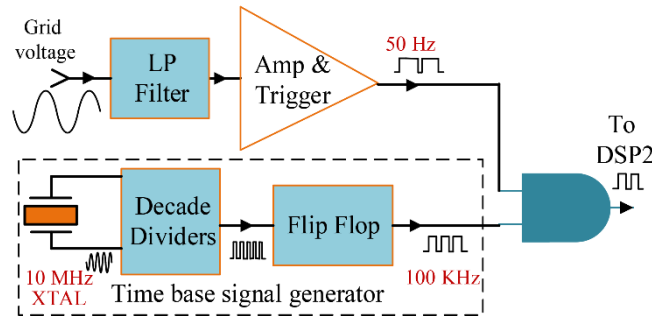 Grid
voltage
LP
Filter
Amp &
Trigger
50 Hz
To
DSP2
Decade
Dividers
Flip Flop
10 MHz
XTAL
Time base signal generator
100 KHz